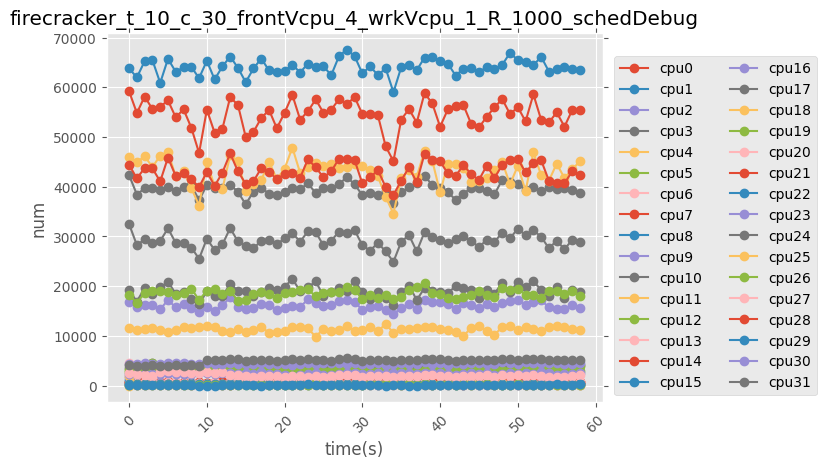 firecracker_t_10_c_30_frontVcpu_4_wrkVcpu_1_R_1000_schedDebug
70000
60000
50000
40000
30000
20000
10000
0
num
0
10
20
30
40
50
60
time(s)
cpu0
cpu1
cpu2
cpu3
cpu4
cpu5
cpu6
cpu7
cpu8
cpu9
cpu10
cpu11
cpu12
cpu13
cpu14
cpu15
cpu16
cpu17
cpu18
cpu19
cpu20
cpu21
cpu22
cpu23
cpu24
cpu25
cpu26
cpu27
cpu28
cpu29
cpu30
cpu31